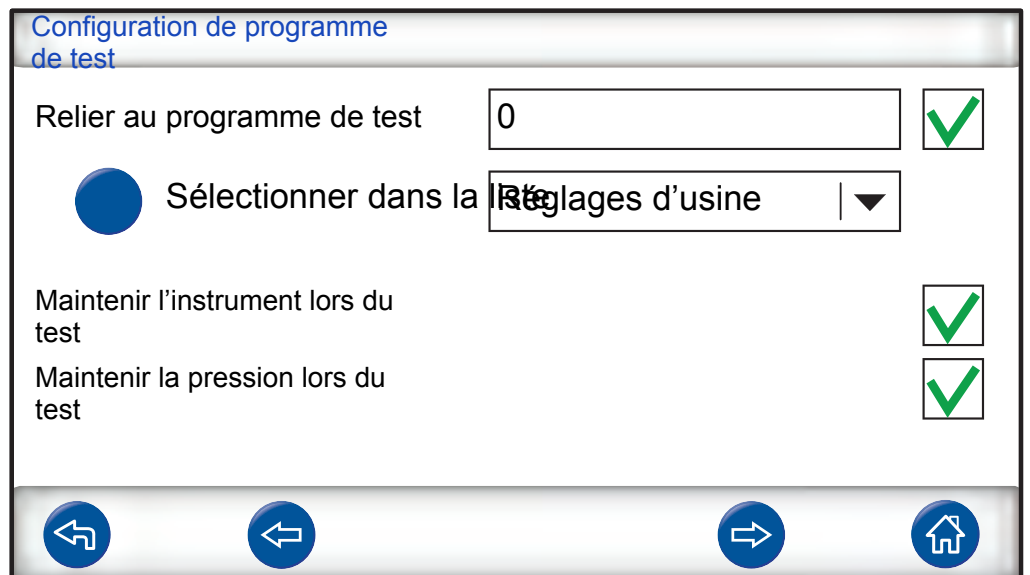 Configuration de programme
de test
Relier au programme de test 0
Sélectionner dans la liste Réglages d’usine
Maintenir l’instrument lors du
test
Maintenir la pression lors du
test